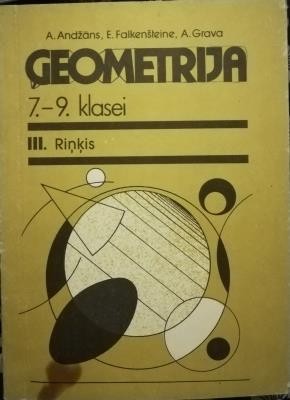 A. Andžāns, E. Falkenšteine, A. Grava
ĢEOMETRIJA
7.–9. klasei
III. Riņķis